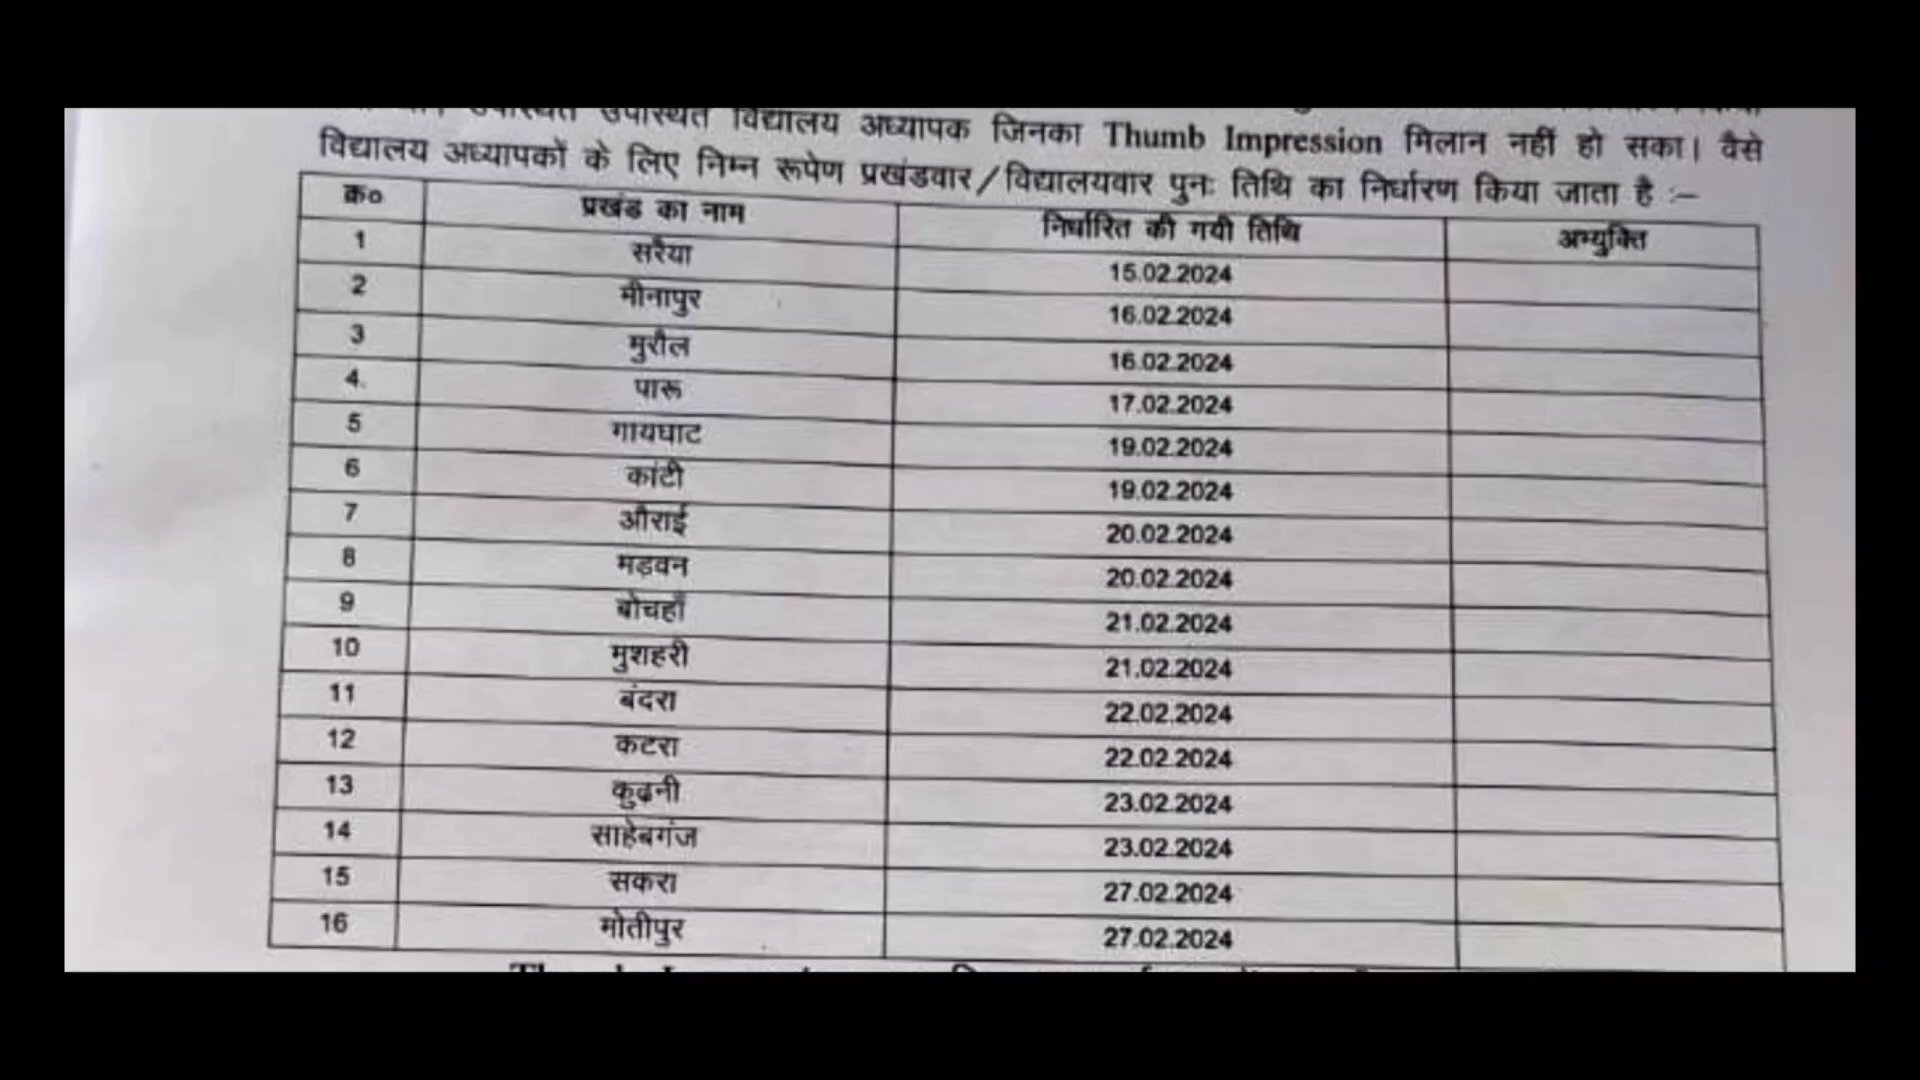 उपस्थित उपस्थित विद्यालय अध्यापक जिनका Thumb Impression मिलान नहीं हो सका। वैसे
विद्यालय अध्यापकों के लिए निम्न रूपेण प्रखंडवार/विद्यालयवार पुनः तिथि का निर्धारण किया जाता है :–
क्र० प्रखंड का नाम निर्धारित की गयी तिथि अभ्युक्ति
1 सरैया 15.02.2024
2 मीनापुर 16.02.2024
3 मुरौल 16.02.2024
4. पारू 17.02.2024
5 गायघाट 19.02.2024
6 कांटी 19.02.2024
7 औराई 20.02.2024
8 मड़वन 20.02.2024
9 बोचहाँ 21.02.2024
10 मुशहरी 21.02.2024
11 बंदरा 22.02.2024
12 कटरा 22.02.2024
13 कुढ़नी 23.02.2024
14 साहेबगंज 23.02.2024
15 सकरा 27.02.2024
16 मोतीपुर 27.02.2024